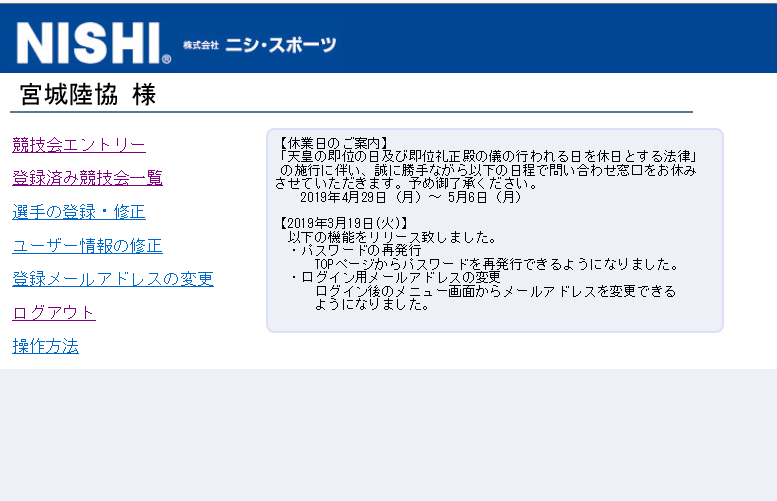 NISHI® 株式会社 ニシ・スポーツ
宮城陸協 様
競技会エントリー
登録済み競技会一覧
選手の登録・修正
ユーザー情報の修正
登録メールアドレスの変更
ログアウト
操作方法
【休業日のご案内】
「天皇の即位の日及び即位礼正殿の儀の行われる日を休日とする法律」
の施行に伴い、誠に勝手ながら以下の日程で問い合わせ窓口をお休み
させていただきます。予め御了承ください。
2019年4月29日（月）～ 5月6日（月）
【2019年3月19日(火)】
以下の機能をリリース致しました。
・パスワードの再発行
TOPページからパスワードを再発行できるようになりました。
・ログイン用メールアドレスの変更
ログイン後のメニュー画面からメールアドレスを変更できる
ようになりました。